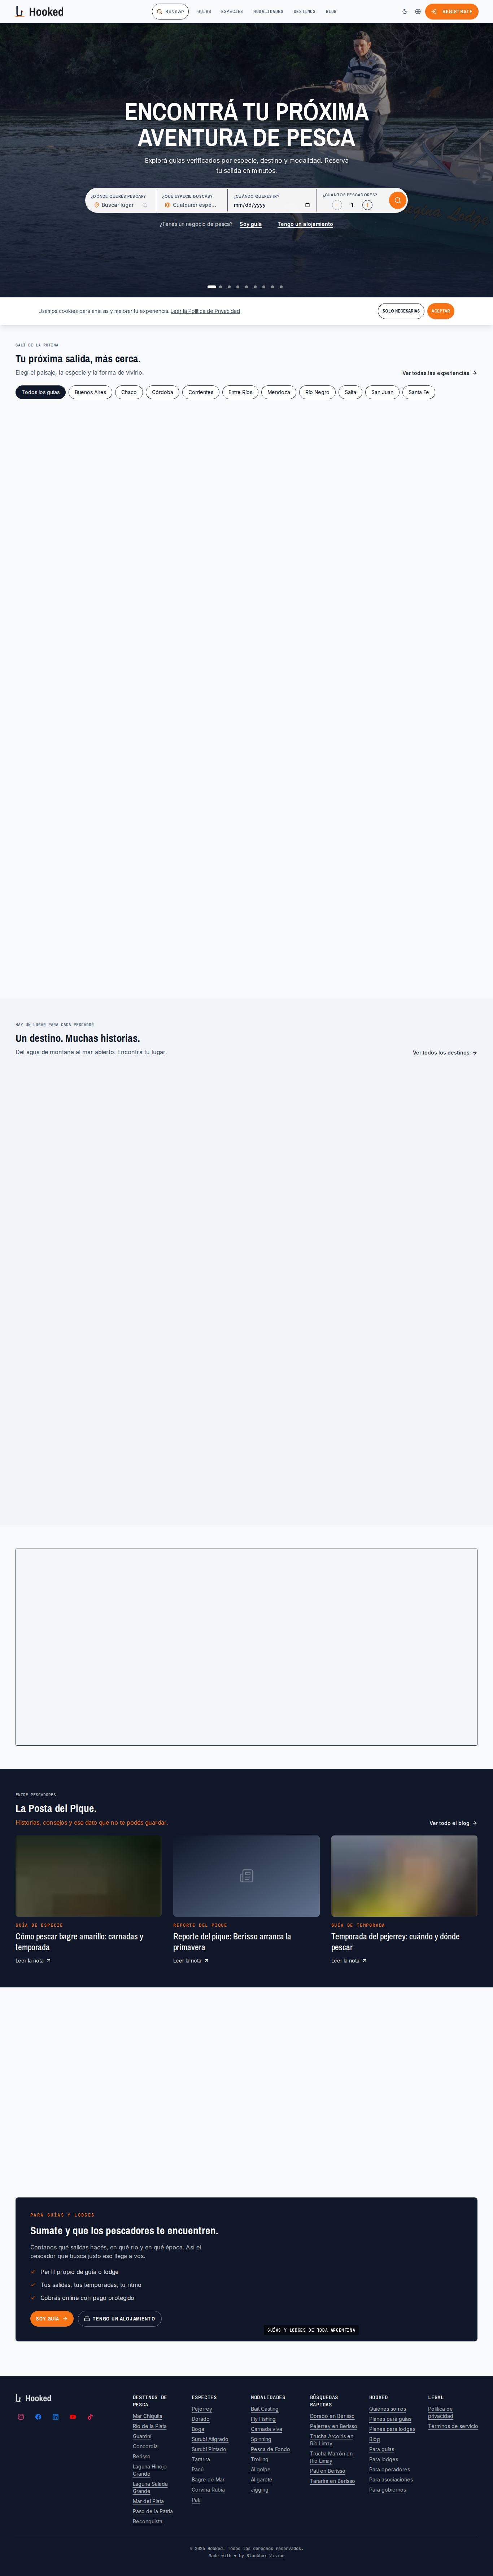 Hooked
Buscar
GUÍAS
ESPECIES
MODALIDADES
DESTINOS
BLOG
REGISTRATE
ENCONTRÁ TU PRÓXIMA
AVENTURA DE PESCA
Explorá guías verificados por especie, destino y modalidad. Reservá
tu salida en minutos.
¿DÓNDE QUERÉS PESCAR?
Buscar lugar
¿QUÉ ESPECIE BUSCÁS?
Cualquier espe...
¿CUÁNDO QUERÉS IR?
mm/dd/yyyy
¿CUÁNTOS PESCADORES?
1
¿Tenés un negocio de pesca? Soy guía · Tengo un alojamiento
Usamos cookies para análisis y mejorar tu experiencia. Leer la Política de Privacidad
SOLO NECESARIAS
ACEPTAR
SALÍ DE LA RUTINA
Tu próxima salida, más cerca.
Elegí el paisaje, la especie y la forma de vivirlo.
Ver todas las experiencias →
Todos los guías
Buenos Aires
Chaco
Córdoba
Corrientes
Entre Ríos
Mendoza
Río Negro
Salta
San Juan
Santa Fe
HAY UN LUGAR PARA CADA PESCADOR
Un destino. Muchas historias.
Del agua de montaña al mar abierto. Encontrá tu lugar.
Ver todos los destinos →
ENTRE PESCADORES
La Posta del Pique.
Historias, consejos y ese dato que no te podés guardar.
Ver todo el blog →
GUÍA DE ESPECIE
Cómo pescar bagre amarillo: carnadas y
temporada
Leer la nota ↗
REPORTE DEL PIQUE
Reporte del pique: Berisso arranca la
primavera
Leer la nota ↗
GUÍA DE TEMPORADA
Temporada del pejerrey: cuándo y dónde
pescar
Leer la nota ↗
PARA GUÍAS Y LODGES
Sumate y que los pescadores te encuentren.
Contanos qué salidas hacés, en qué río y en qué época. Así el
pescador que busca justo eso llega a vos.
✓ Perfil propio de guía o lodge
✓ Tus salidas, tus temporadas, tu ritmo
✓ Cobrás online con pago protegido
SOY GUÍA →
TENGO UN ALOJAMIENTO
GUÍAS Y LODGES DE TODA ARGENTINA
Hooked
DESTINOS DE
PESCA
Mar Chiquita
Río de la Plata
Guaminí
Concordia
Berisso
Laguna Hinojo
Grande
Laguna Salada
Grande
Mar del Plata
Paso de la Patria
Reconquista
ESPECIES
Pejerrey
Dorado
Boga
Surubí Atigrado
Surubí Pintado
Tararira
Pacú
Bagre de Mar
Corvina Rubia
Patí
MODALIDADES
Bait Casting
Fly Fishing
Carnada viva
Spinning
Pesca de Fondo
Trolling
Al golpe
Al garete
Jigging
BÚSQUEDAS
RÁPIDAS
Dorado en Berisso
Pejerrey en Berisso
Trucha Arcoíris en
Río Limay
Trucha Marrón en
Río Limay
Patí en Berisso
Tararira en Berisso
HOOKED
Quiénes somos
Planes para guías
Planes para lodges
Blog
Para guías
Para lodges
Para operadores
Para asociaciones
Para gobiernos
LEGAL
Política de
privacidad
Términos de servicio
© 2026 Hooked. Todos los derechos reservados.
Made with ♥ by Blackbox Vision